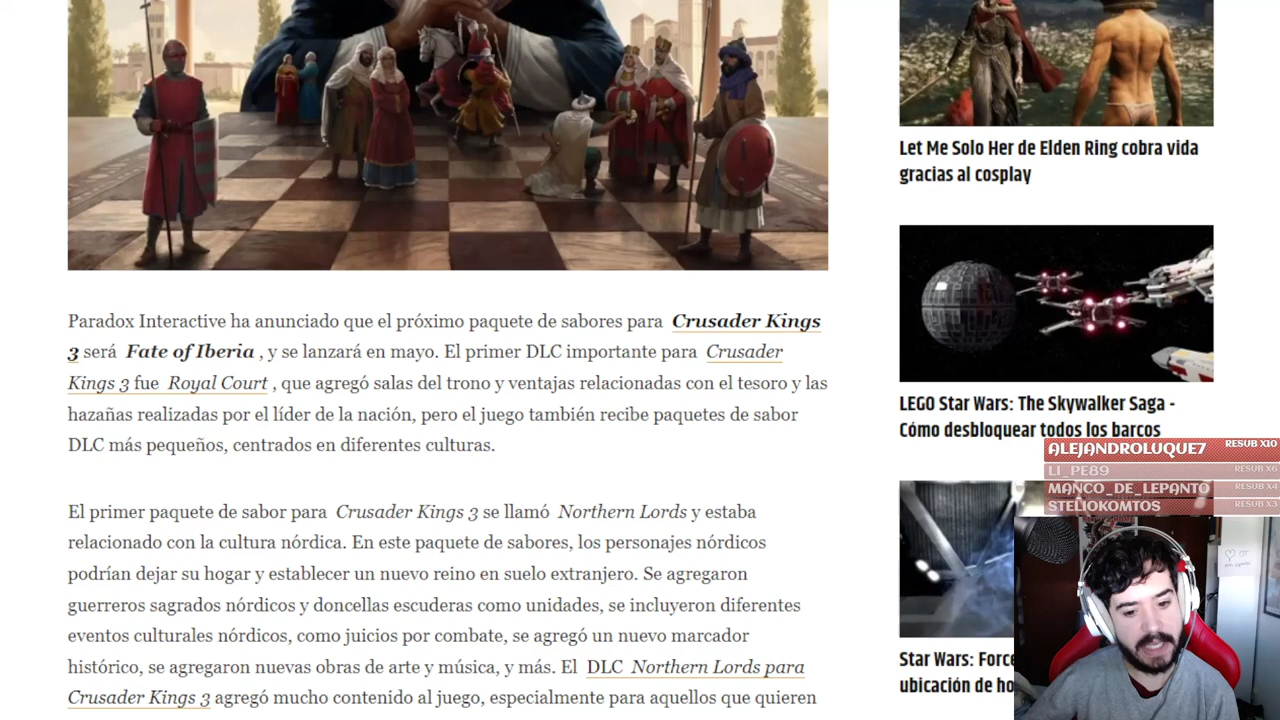 Paradox Interactive ha anunciado que el próximo paquete de sabores para Crusader Kings
3 será Fate of Iberia , y se lanzará en mayo. El primer DLC importante para Crusader
Kings 3 fue Royal Court , que agregó salas del trono y ventajas relacionadas con el tesoro y las
hazañas realizadas por el líder de la nación, pero el juego también recibe paquetes de sabor
DLC más pequeños, centrados en diferentes culturas.
El primer paquete de sabor para Crusader Kings 3 se llamó Northern Lords y estaba
relacionado con la cultura nórdica. En este paquete de sabores, los personajes nórdicos
podrían dejar su hogar y establecer un nuevo reino en suelo extranjero. Se agregaron
guerreros sagrados nórdicos y doncellas escuderas como unidades, se incluyeron diferentes
eventos culturales nórdicos, como juicios por combate, se agregó un nuevo marcador
histórico, se agregaron nuevas obras de arte y música, y más. El DLC Northern Lords para
Crusader Kings 3 agregó mucho contenido al juego, especialmente para aquellos que quieren
Let Me Solo Her de Elden Ring cobra vida
gracias al cosplay
LEGO Star Wars: The Skywalker Saga -
Cómo desbloquear todos los barcos
ALEJANDROLUQUE7 RESUB X10
LI_PE89 RESUB X6
MANCO_DE_LEPANTO RESUB X4
STELIOKOMTOS RESUB X3
Star Wars: Force
ubicación de ho